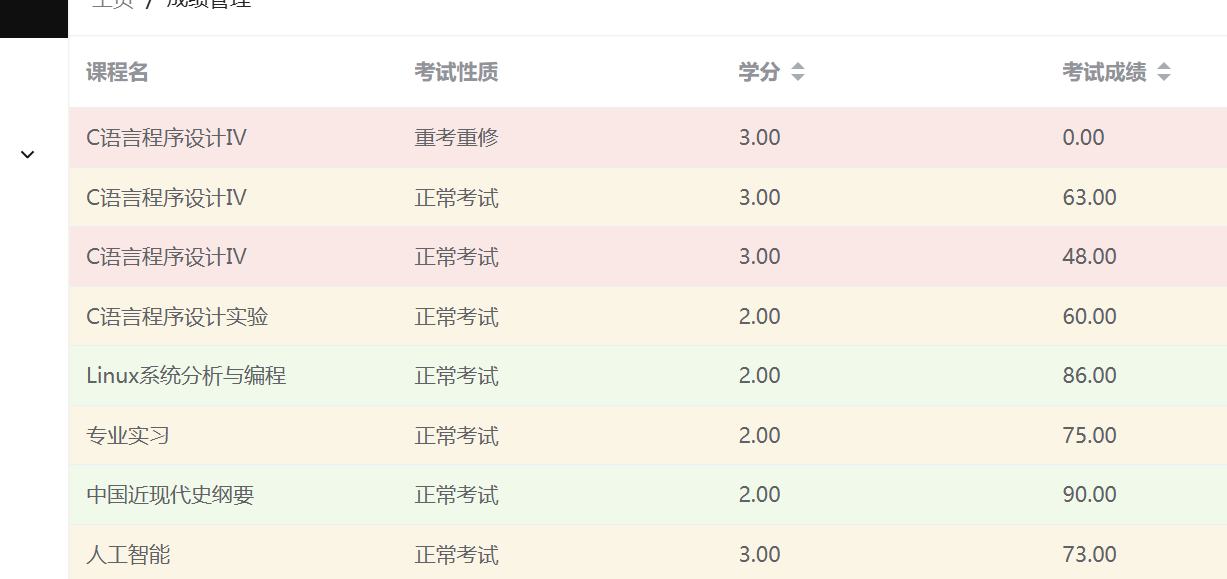 主页 / 成绩管理
课程名 考试性质 学分 考试成绩
C语言程序设计IV 重考重修 3.00 0.00
C语言程序设计IV 正常考试 3.00 63.00
C语言程序设计IV 正常考试 3.00 48.00
C语言程序设计实验 正常考试 2.00 60.00
Linux系统分析与编程 正常考试 2.00 86.00
专业实习 正常考试 2.00 75.00
中国近现代史纲要 正常考试 2.00 90.00
人工智能 正常考试 3.00 73.00